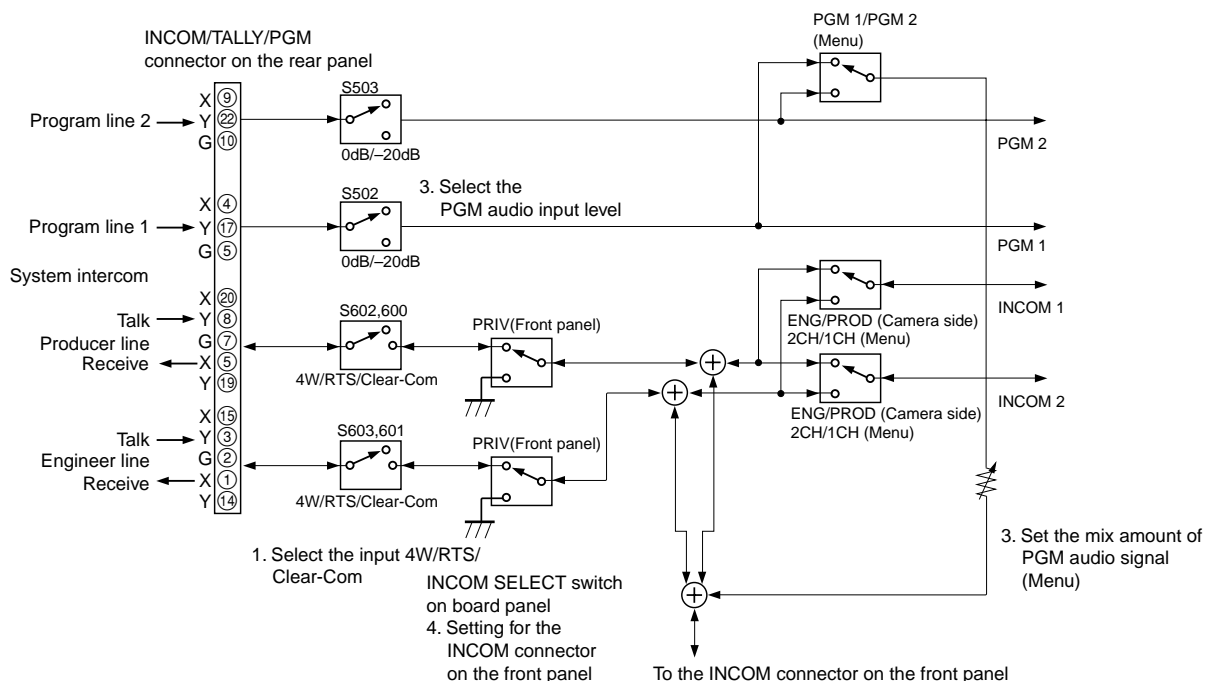 PGM 1/PGM 2
(Menu)
INCOM/TALLY/PGM
connector on the rear panel
S503
X ⑨
Program line 2 Y ㉒
G ⑩
0dB/–20dB
PGM 2
S502
3. Select the
PGM audio input level
X ④
Program line 1 Y ⑰
G ⑤
0dB/–20dB
PGM 1
System intercom
X ⑳
Talk Y ⑧
Producer line G ⑦
Receive X ⑤
Y ⑲
S602,600
4W/RTS/Clear-Com
PRIV(Front panel)
INCOM 1
ENG/PROD (Camera side)
2CH/1CH (Menu)
INCOM 2
ENG/PROD (Camera side)
2CH/1CH (Menu)
X ⑮
Talk Y ③
Engineer line G ②
Receive X ①
Y ⑭
S603,601
4W/RTS/Clear-Com
PRIV(Front panel)
1. Select the input 4W/RTS/
Clear-Com
INCOM SELECT switch
on board panel
4. Setting for the
INCOM connector
on the front panel
3. Set the mix amount of
PGM audio signal
(Menu)
To the INCOM connector on the front panel